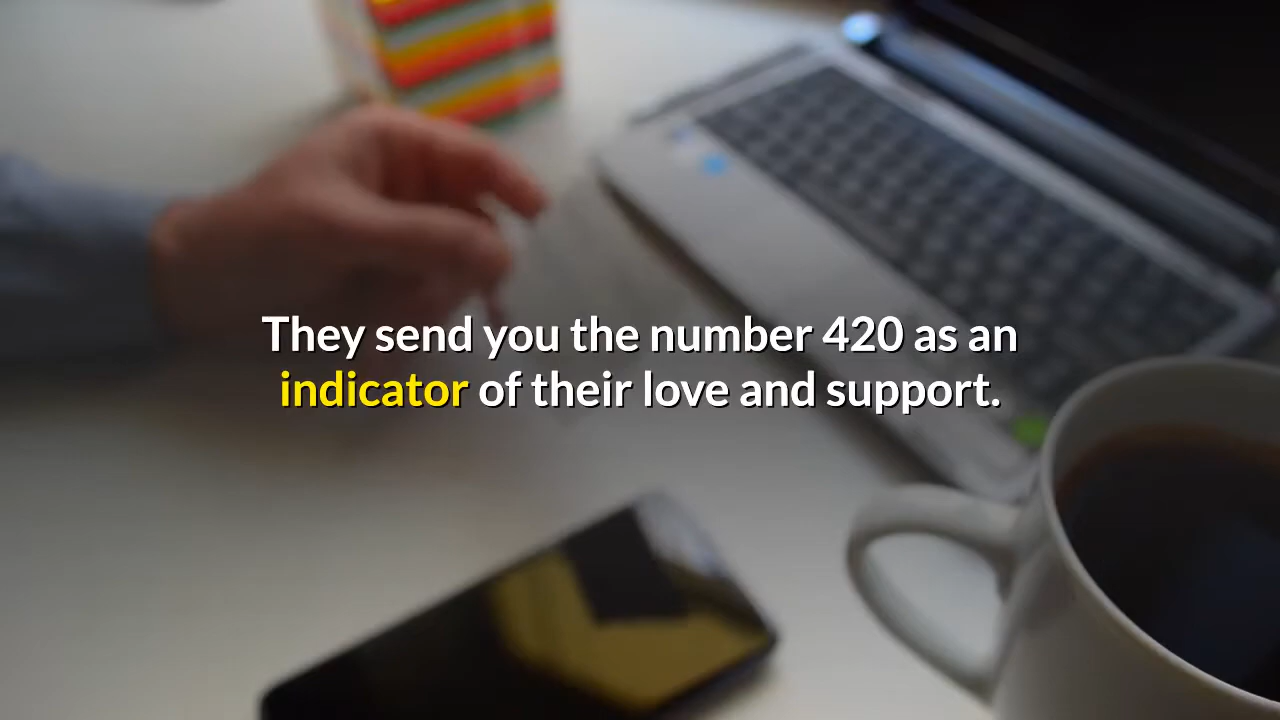 They send you the number 420 as an
indicator of their love and support.